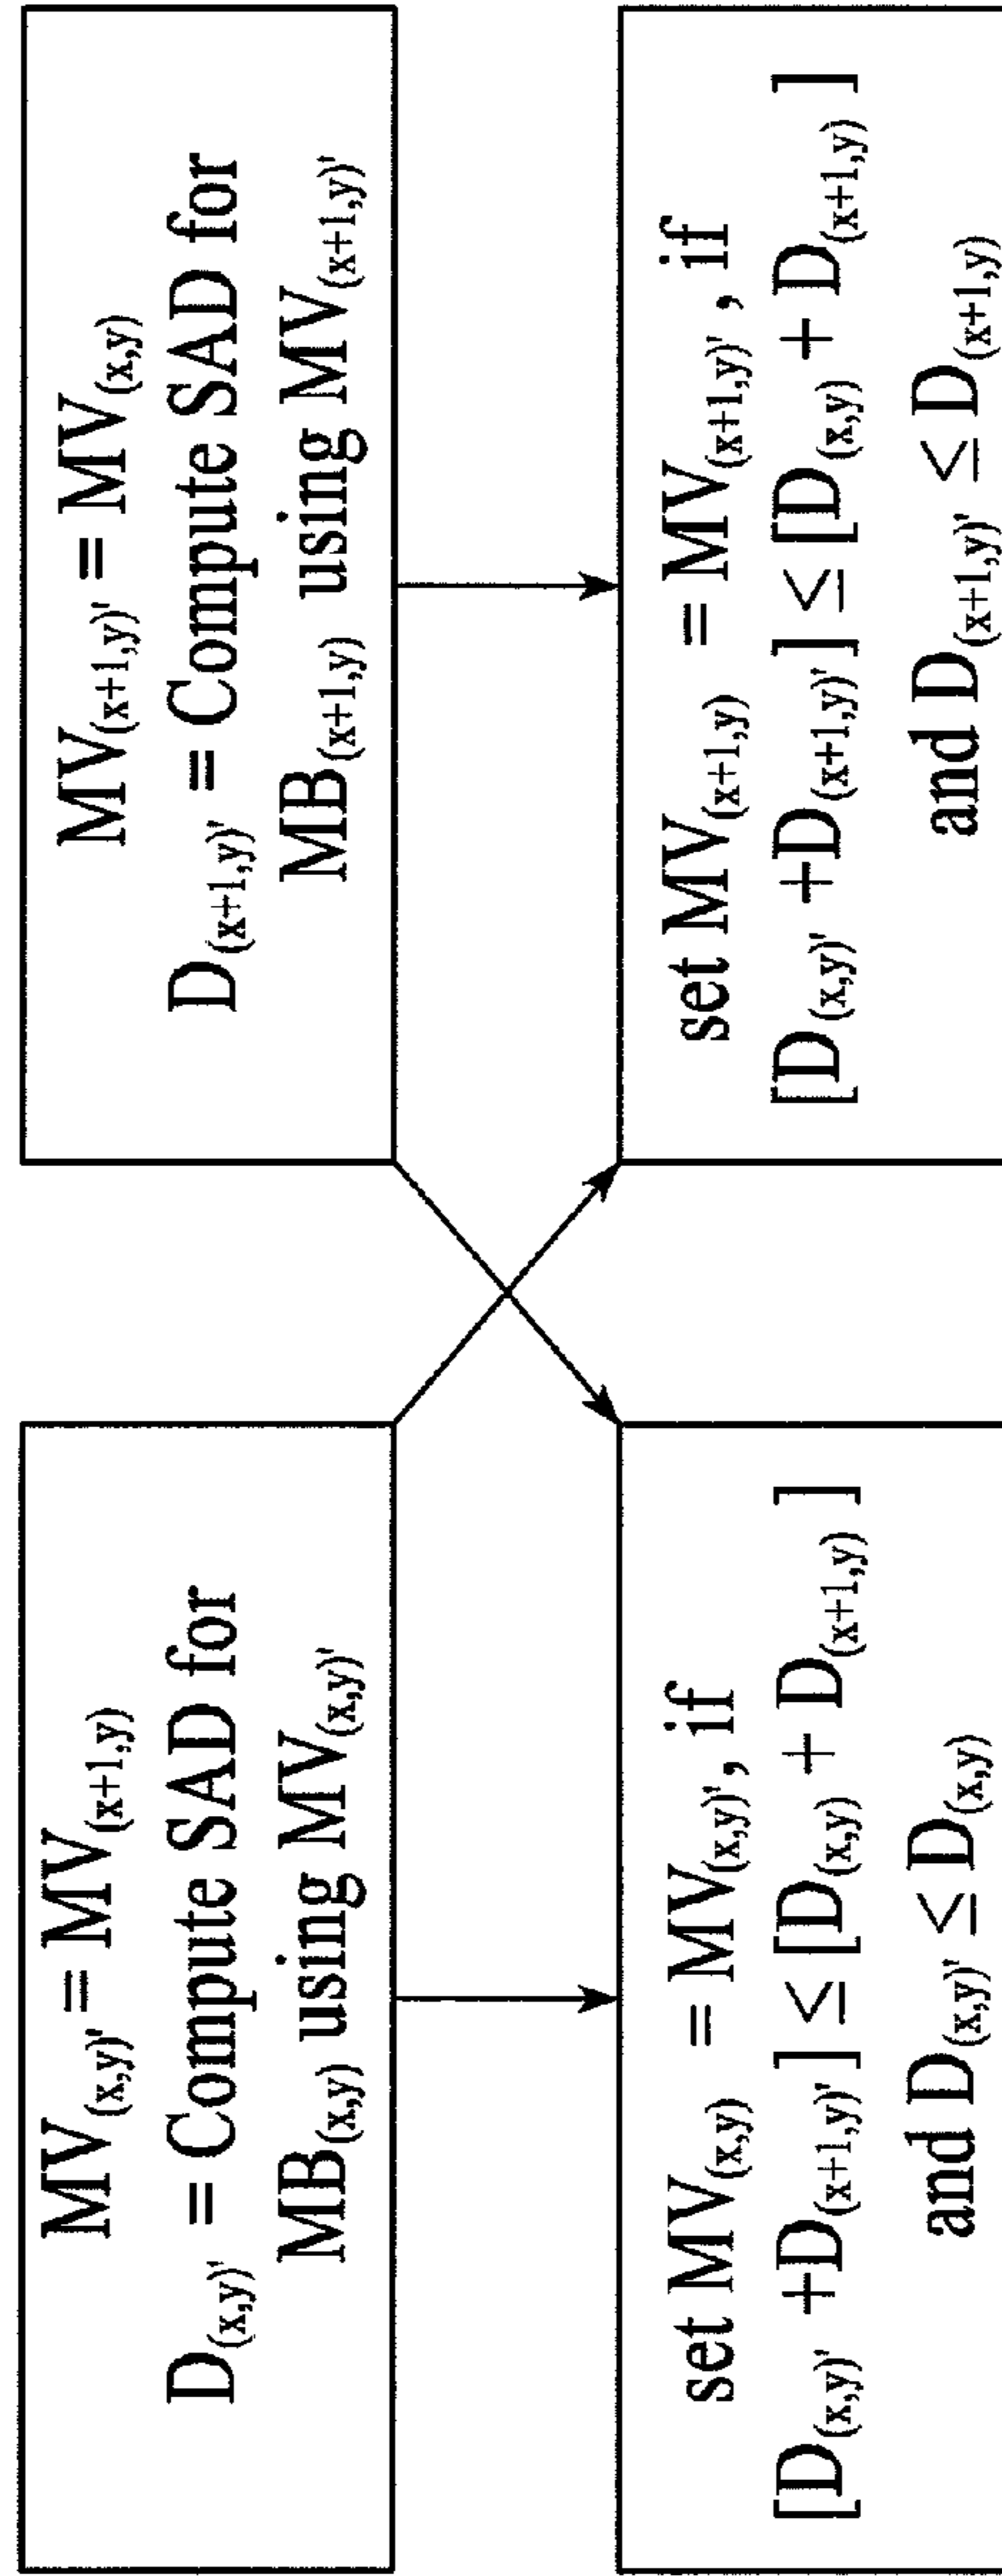 MV(x,y)' = MV(x+1,y)
D(x,y)' = Compute SAD for
MB(x,y) using MV(x,y)'
MV(x+1,y)' = MV(x,y)
D(x+1,y)' = Compute SAD for
MB(x+1,y) using MV(x+1,y)'
set MV(x,y) = MV(x,y)', if
[D(x,y)' +D(x+1,y)'] ≤ [D(x,y) + D(x+1,y) ]
and D(x,y)' ≤ D(x,y)
set MV(x+1,y) = MV(x+1,y)', if
[D(x,y)' +D(x+1,y)'] ≤ [D(x,y) + D(x+1,y) ]
and D(x+1,y)' ≤ D(x+1,y)